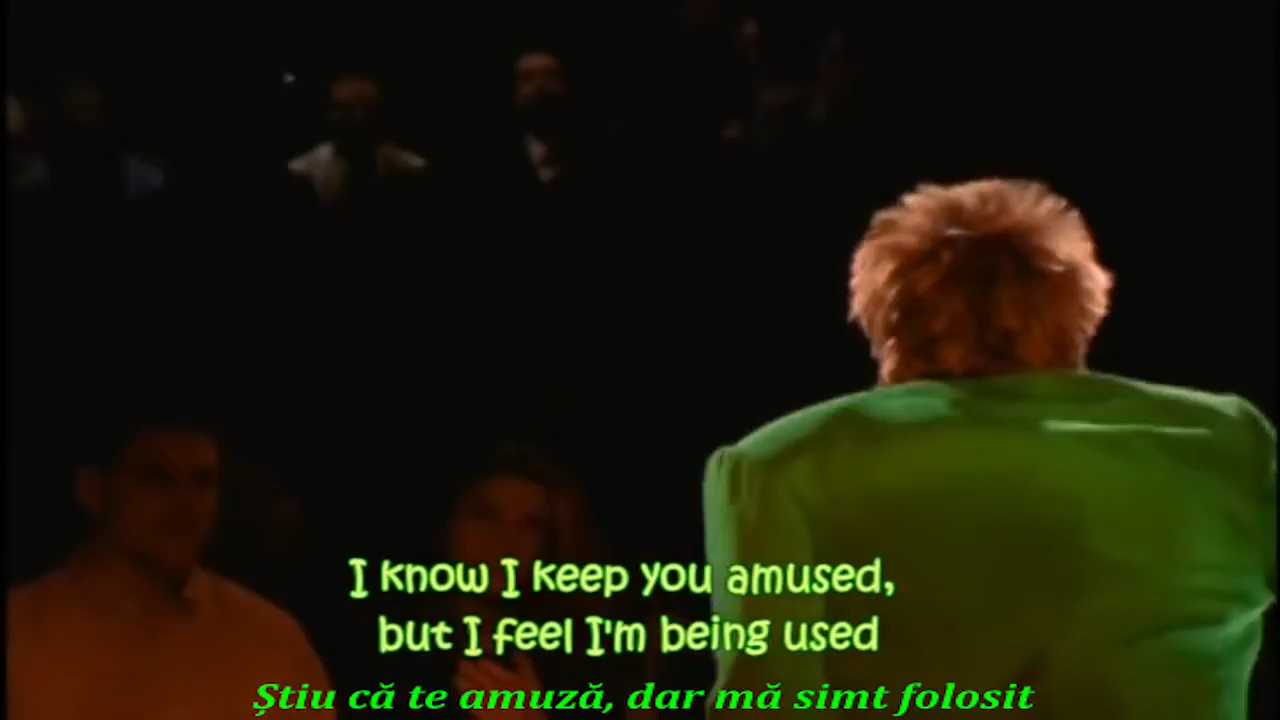 I know I keep you amused,
but I feel I'm being used
Știu că te amuză, dar mă simt folosit